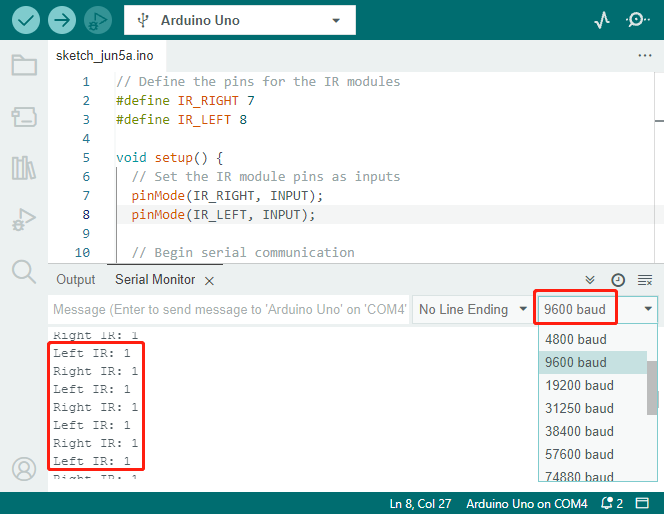 Arduino Uno
sketch_jun5a.ino
1 // Define the pins for the IR modules
2 #define IR_RIGHT 7
3 #define IR_LEFT 8
4
5 void setup() {
6 // Set the IR module pins as inputs
7 pinMode(IR_RIGHT, INPUT);
8 pinMode(IR_LEFT, INPUT);
9
10 // Begin serial communication
Output Serial Monitor
Message (Enter to send message to 'Arduino Uno' on 'COM4' No Line Ending 9600 baud
Right IR: 1
Left IR: 1
Right IR: 1
Left IR: 1
Right IR: 1
Left IR: 1
Right IR: 1
Left IR: 1
Right IR: 1
4800 baud
9600 baud
19200 baud
31250 baud
38400 baud
57600 baud
74880 baud
Ln 8, Col 27 Arduino Uno on COM4 2